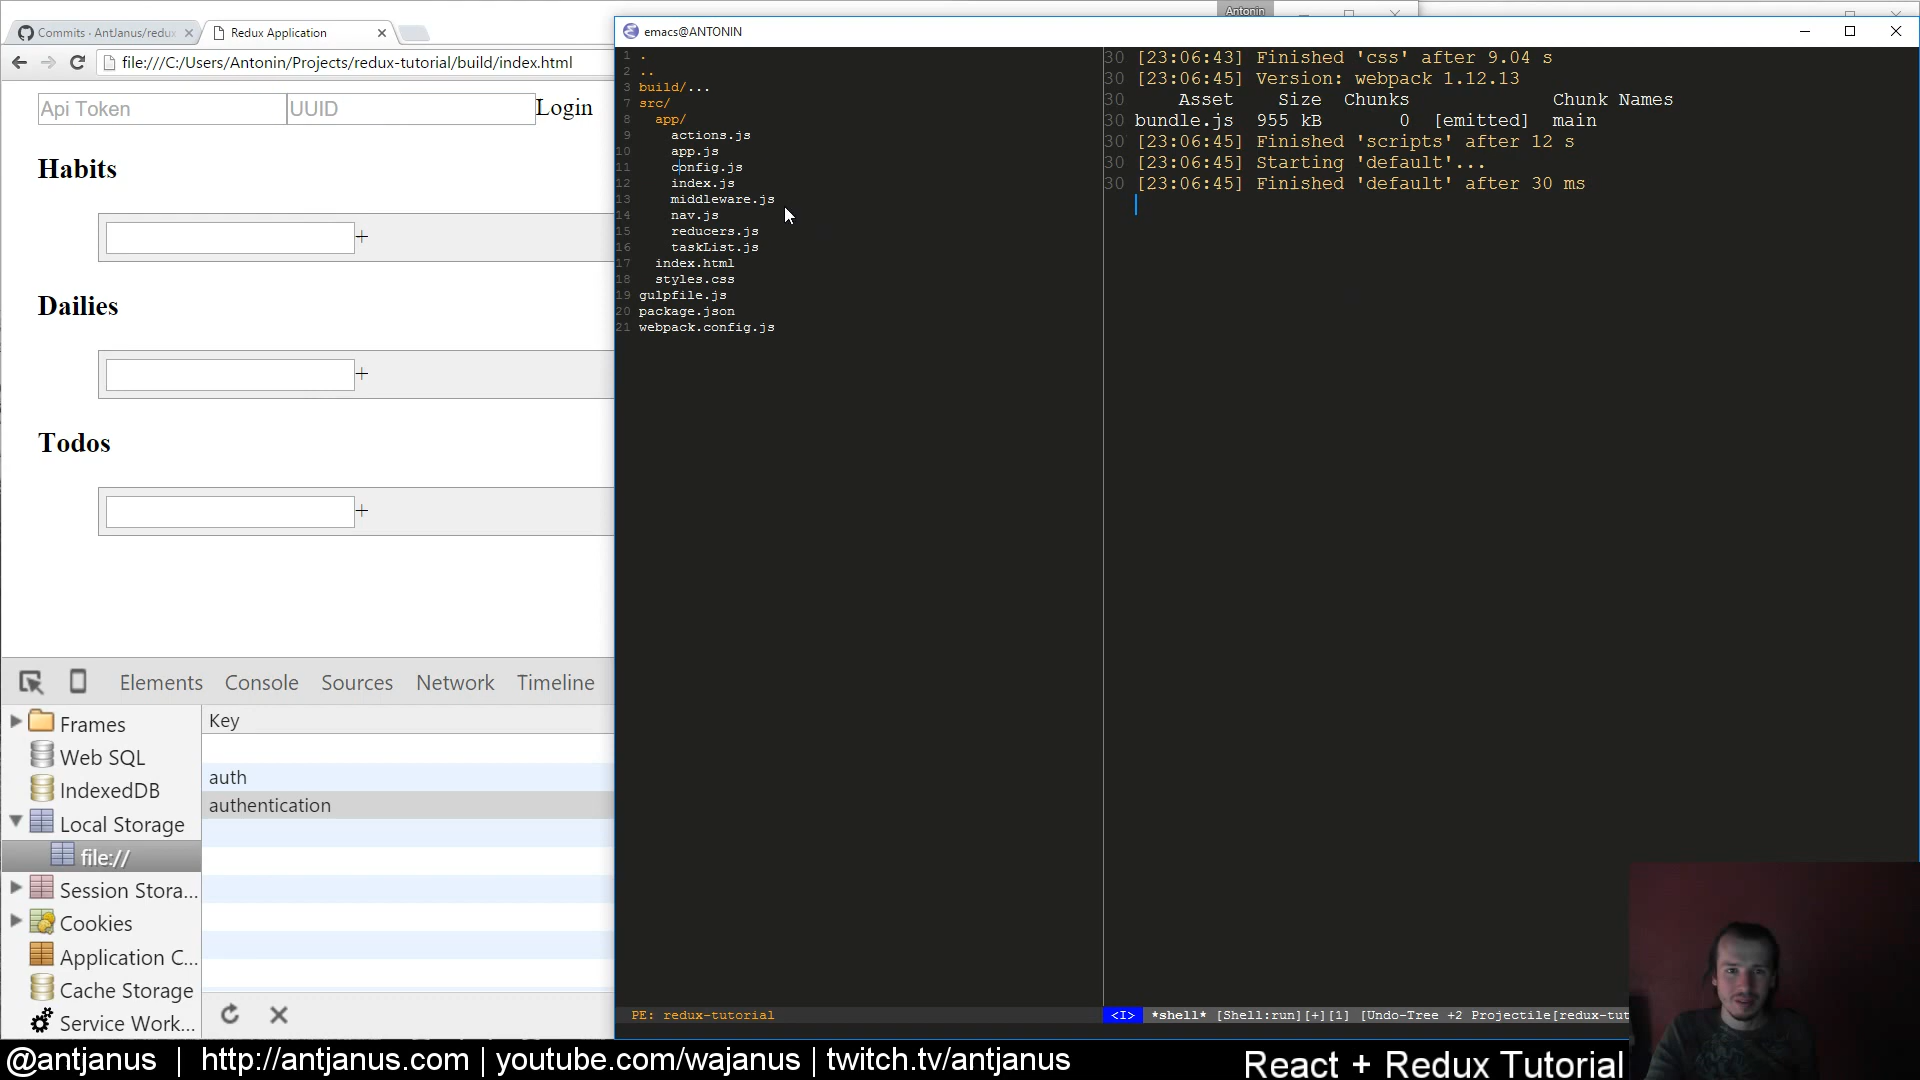 Commits · AntJanus/redux
Redux Application
Antonin
file:///C:/Users/Antonin/Projects/redux-tutorial/build/index.html
Api Token
UUID
Login
Habits
+
Dailies
+
Todos
+
Elements
Console
Sources
Network
Timeline
Frames
Web SQL
IndexedDB
Local Storage
file://
Session Stora...
Cookies
Application C...
Cache Storage
Service Work...
Key
auth
authentication
emacs@ANTONIN
1 .
2 ..
3 build/...
7 src/
8 app/
9 actions.js
10 app.js
11 config.js
12 index.js
13 middleware.js
14 nav.js
15 reducers.js
16 taskList.js
17 index.html
18 styles.css
19 gulpfile.js
20 package.json
21 webpack.config.js
PE: redux-tutorial
30 [23:06:43] Finished 'css' after 9.04 s
30 [23:06:45] Version: webpack 1.12.13
30 Asset Size Chunks Chunk Names
30 bundle.js 955 kB 0 [emitted] main
30 [23:06:45] Finished 'scripts' after 12 s
30 [23:06:45] Starting 'default'...
30 [23:06:45] Finished 'default' after 30 ms
<I> *shell* [Shell:run][+][1] [Undo-Tree +2 Projectile[redux-tut
@antjanus | http://antjanus.com | youtube.com/wajanus | twitch.tv/antjanus
React + Redux Tutorial